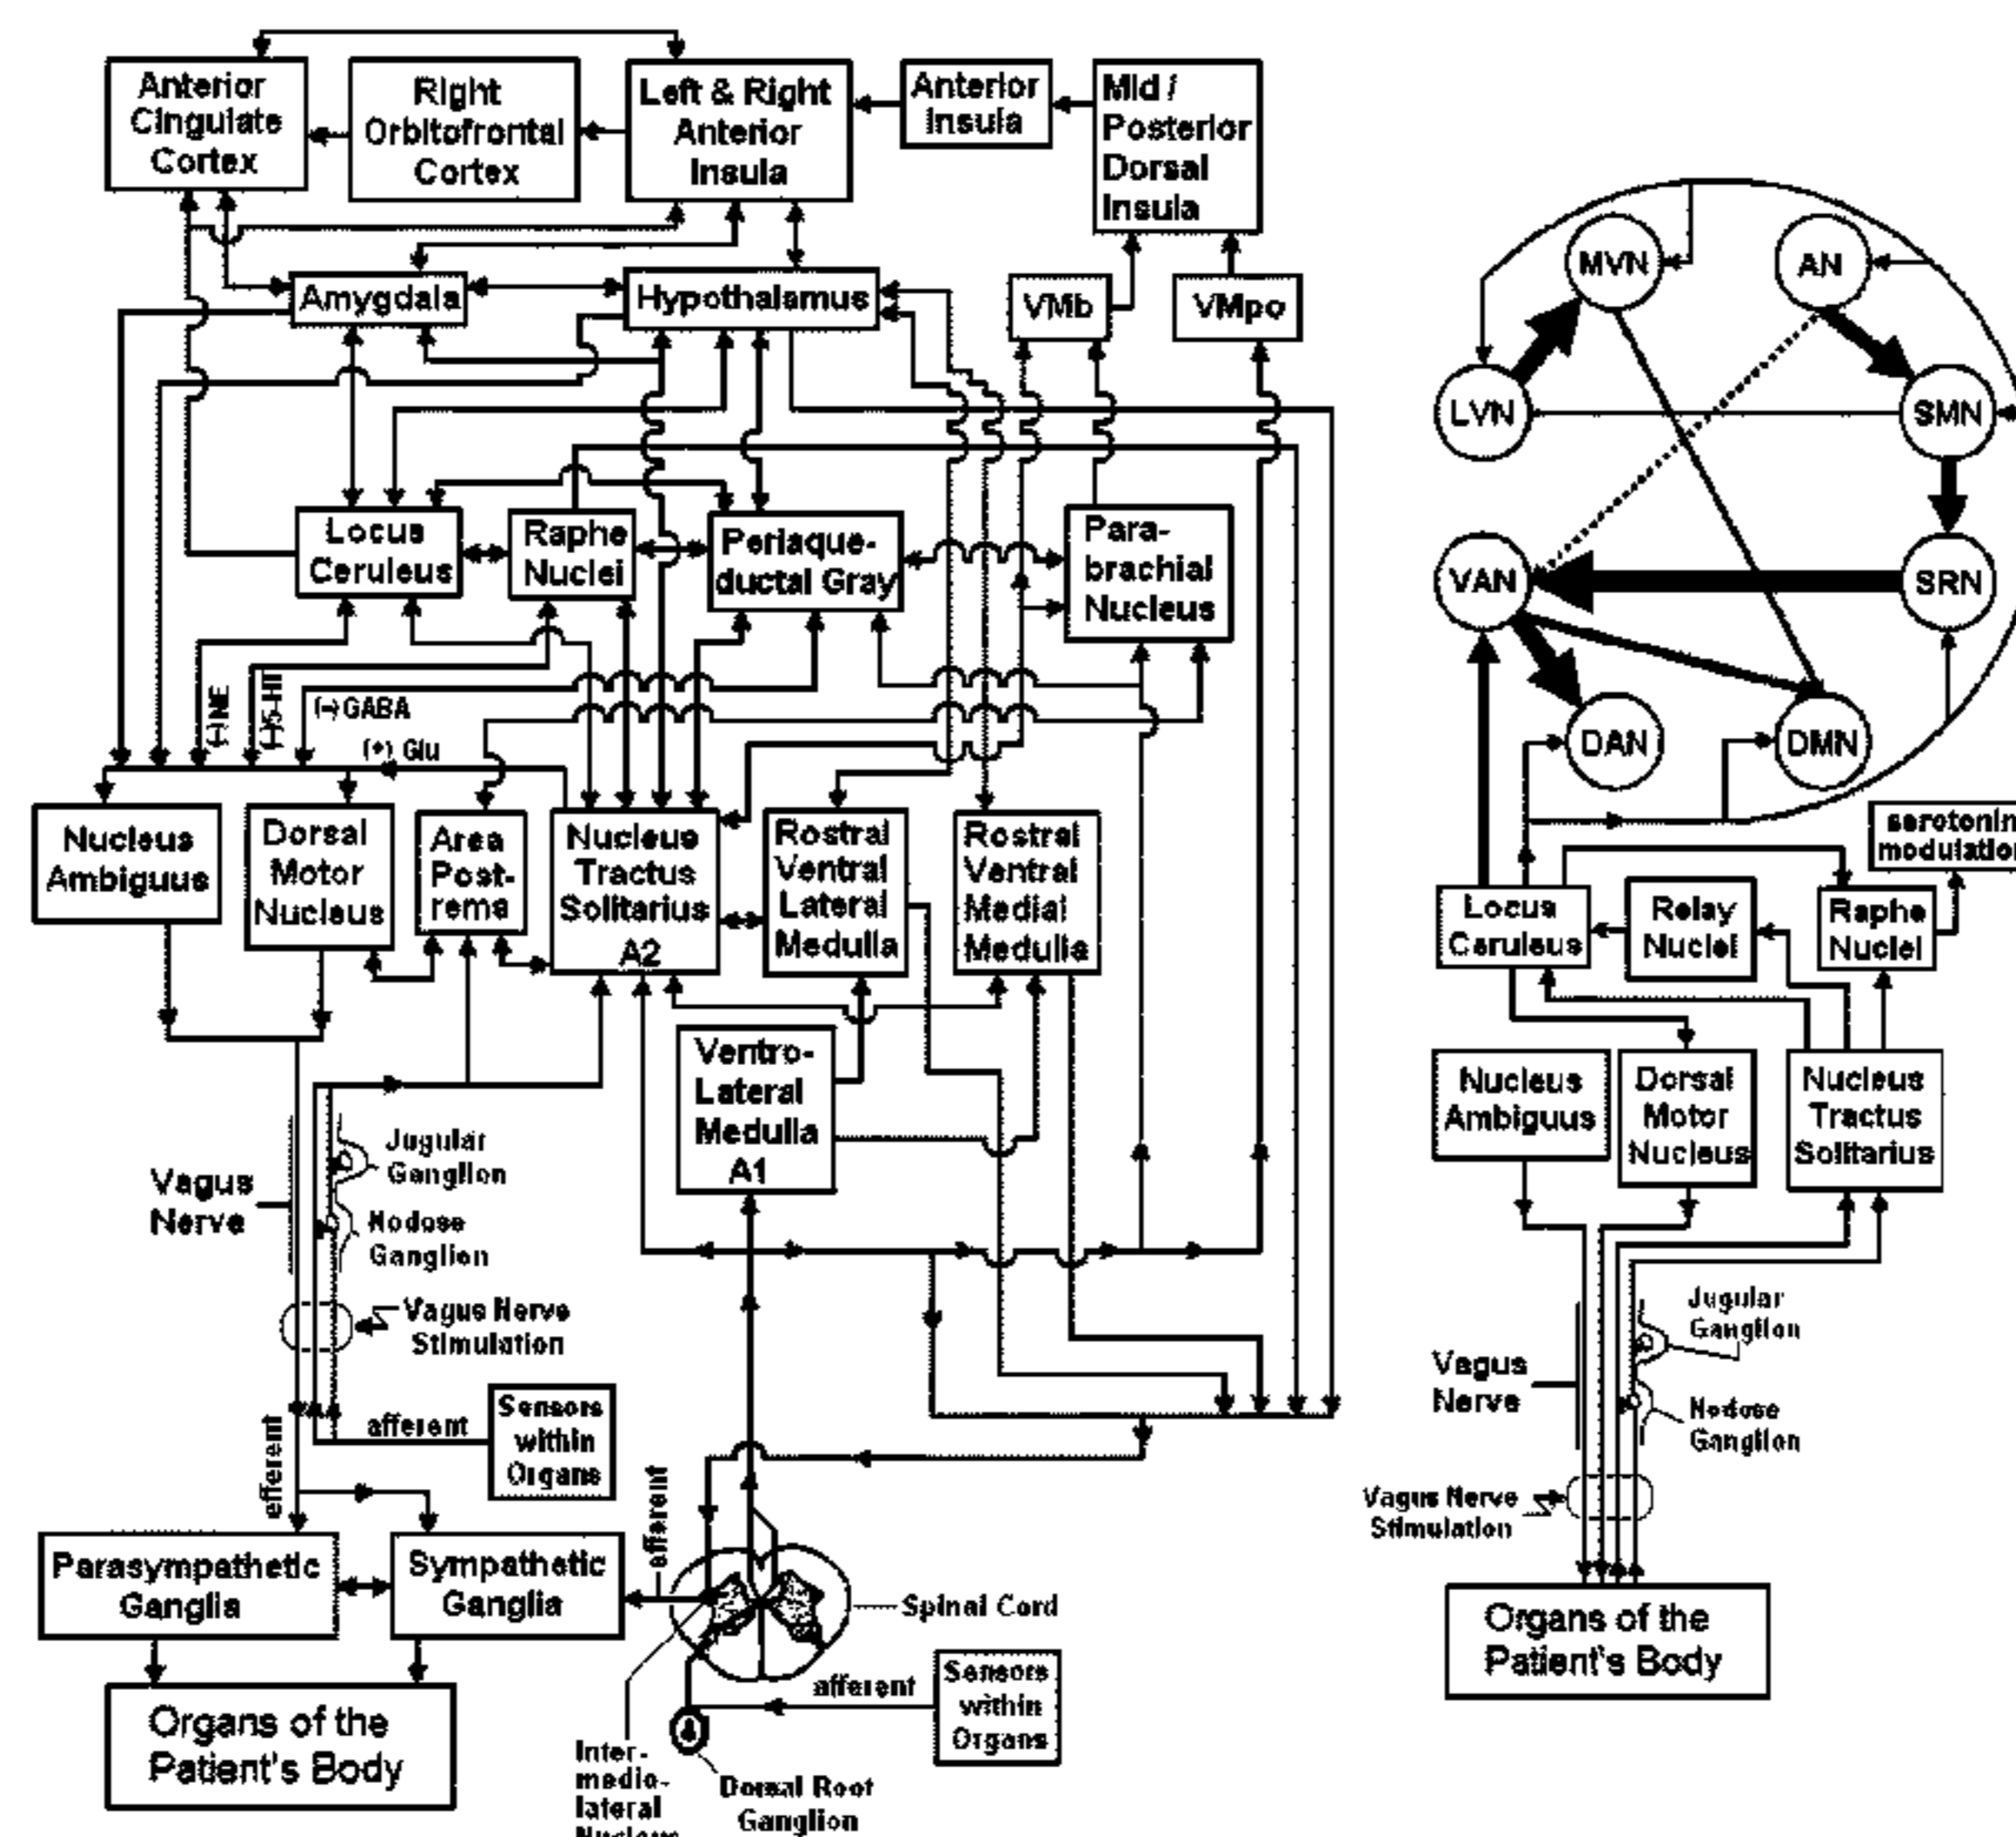 Anterior
Cingulate
Cortex
Right
Orbitofrontal
Cortex
Left & Right
Anterior
Insula
Anterior
Insula
Mid /
Posterior
Dorsal
Insula
Amygdala
Hypothalamus
VMb
VMpo
Locus
Ceruleus
Raphe
Nuclei
Periaque-
ductal Gray
Para-
brachial
Nucleus
(-) NE
(-) 5-HT
(-) GABA
(+) Glu
Nucleus
Ambiguus
Dorsal
Motor
Nucleus
Area
Post-
rema
Nucleus
Tractus
Solitarius
A2
Rostral
Ventral
Lateral
Medulla
Rostral
Ventral
Medial
Medulla
Ventro-
Lateral
Medulla
A1
Jugular
Ganglion
Vagus
Nerve
Nodose
Ganglion
Vagus Nerve
Stimulation
afferent
efferent
Sensors
within
Organs
Parasympathetic
Ganglia
Sympathetic
Ganglia
efferent
Spinal Cord
afferent
Sensors
within
Organs
Organs of the
Patient's Body
Inter-
medio-
lateral
Nucleus
Dorsal Root
Ganglion
MVN
AN
LVN
SMN
VAN
SRN
DAN
DMN
serotonin
modulation
Locus
Ceruleus
Relay
Nuclei
Raphe
Nuclei
Nucleus
Ambiguus
Dorsal
Motor
Nucleus
Nucleus
Tractus
Solitarius
Jugular
Ganglion
Vagus
Nerve
Nodose
Ganglion
Vagus Nerve
Stimulation
Organs of the
Patient's Body